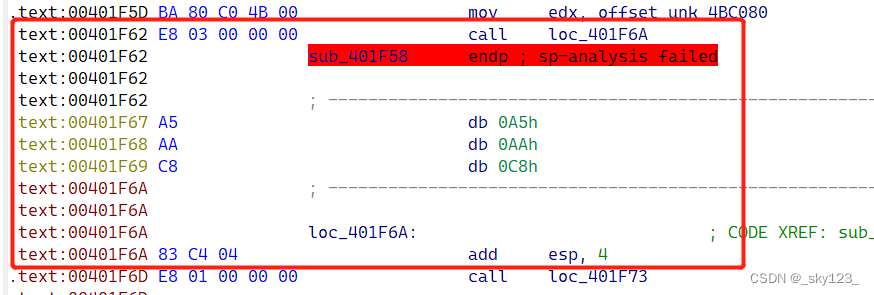 .text:00401F5D BA 80 C0 4B 00 mov edx, offset unk_4BC080
.text:00401F62 E8 03 00 00 00 call loc_401F6A
.text:00401F62 sub_401F58 endp ; sp-analysis failed
.text:00401F62
.text:00401F62 ; ---------------------------------------------------------
.text:00401F67 A5 db 0A5h
.text:00401F68 AA db 0AAh
.text:00401F69 C8 db 0C8h
.text:00401F6A ; ---------------------------------------------------------
.text:00401F6A
.text:00401F6A loc_401F6A: ; CODE XREF: sub_
.text:00401F6A 83 C4 04 add esp, 4
.text:00401F6D E8 01 00 00 00 call loc_401F73
CSDN @_sky123_